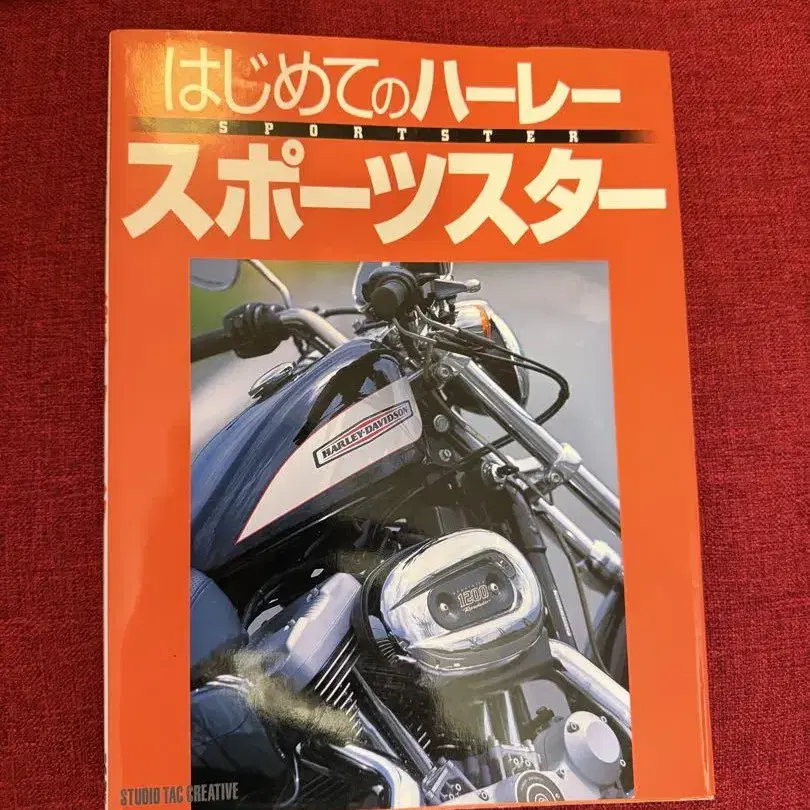 はじめてのハーレー
SPORTSTER
スポーツスター
HARLEY-DAVIDSON
1200
Roadster
STUDIO TAC CREATIVE